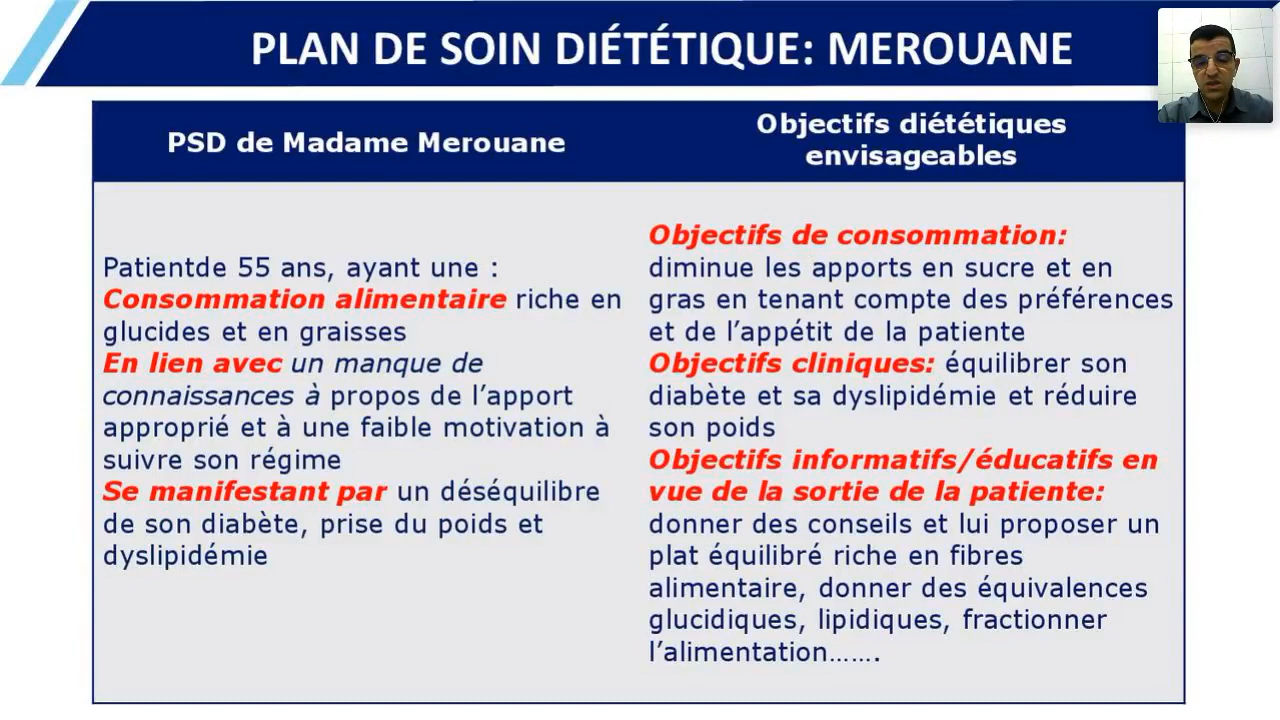 PLAN DE SOIN DIÉTÉTIQUE: MEROUANE
PSD de Madame Merouane
Objectifs diététiques
envisageables
Patientde 55 ans, ayant une :
Consommation alimentaire riche en
glucides et en graisses
En lien avec un manque de
connaissances à propos de l’apport
approprié et à une faible motivation à
suivre son régime
Se manifestant par un déséquilibre
de son diabète, prise du poids et
dyslipidémie
Objectifs de consommation:
diminue les apports en sucre et en
gras en tenant compte des préférences
et de l’appétit de la patiente
Objectifs cliniques: équilibrer son
diabète et sa dyslipidémie et réduire
son poids
Objectifs informatifs/éducatifs en
vue de la sortie de la patiente:
donner des conseils et lui proposer un
plat équilibré riche en fibres
alimentaire, donner des équivalences
glucidiques, lipidiques, fractionner
l’alimentation…….